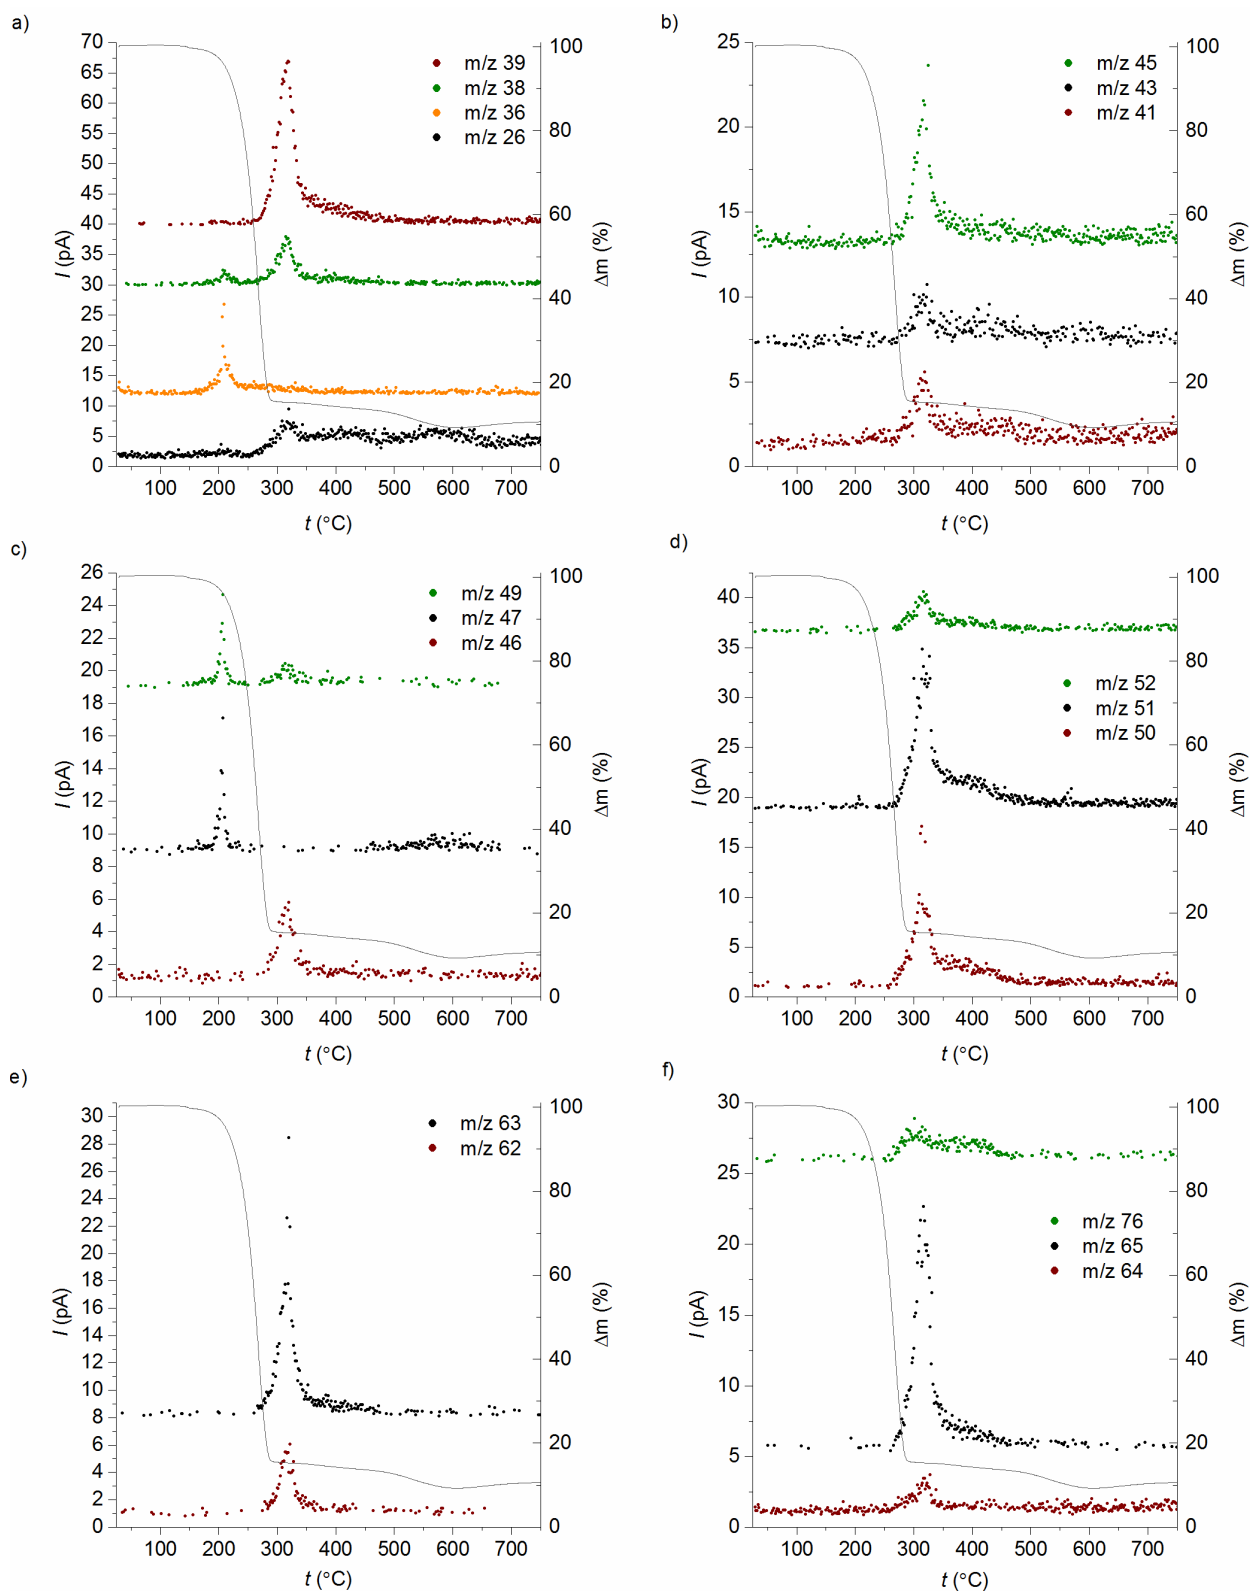 a)
70
65
60
55
50
45
40
35
30
25
20
15
10
5
0
I (pA)
m/z 39
m/z 38
m/z 36
m/z 26
100
80
60
40
20
0
Δm (%)
100 200 300 400 500 600 700
t (°C)
b)
25
20
15
10
5
0
I (pA)
m/z 45
m/z 43
m/z 41
100
80
60
40
20
0
Δm (%)
100 200 300 400 500 600 700
t (°C)
c)
26
24
22
20
18
16
14
12
10
8
6
4
2
0
I (pA)
m/z 49
m/z 47
m/z 46
100
80
60
40
20
0
Δm (%)
100 200 300 400 500 600 700
t (°C)
d)
40
35
30
25
20
15
10
5
0
I (pA)
m/z 52
m/z 51
m/z 50
100
80
60
40
20
0
Δm (%)
100 200 300 400 500 600 700
t (°C)
e)
30
28
26
24
22
20
18
16
14
12
10
8
6
4
2
0
I (pA)
m/z 63
m/z 62
100
80
60
40
20
0
Δm (%)
100 200 300 400 500 600 700
t (°C)
f)
30
25
20
15
10
5
0
I (pA)
m/z 76
m/z 65
m/z 64
100
80
60
40
20
0
Δm (%)
100 200 300 400 500 600 700
t (°C)